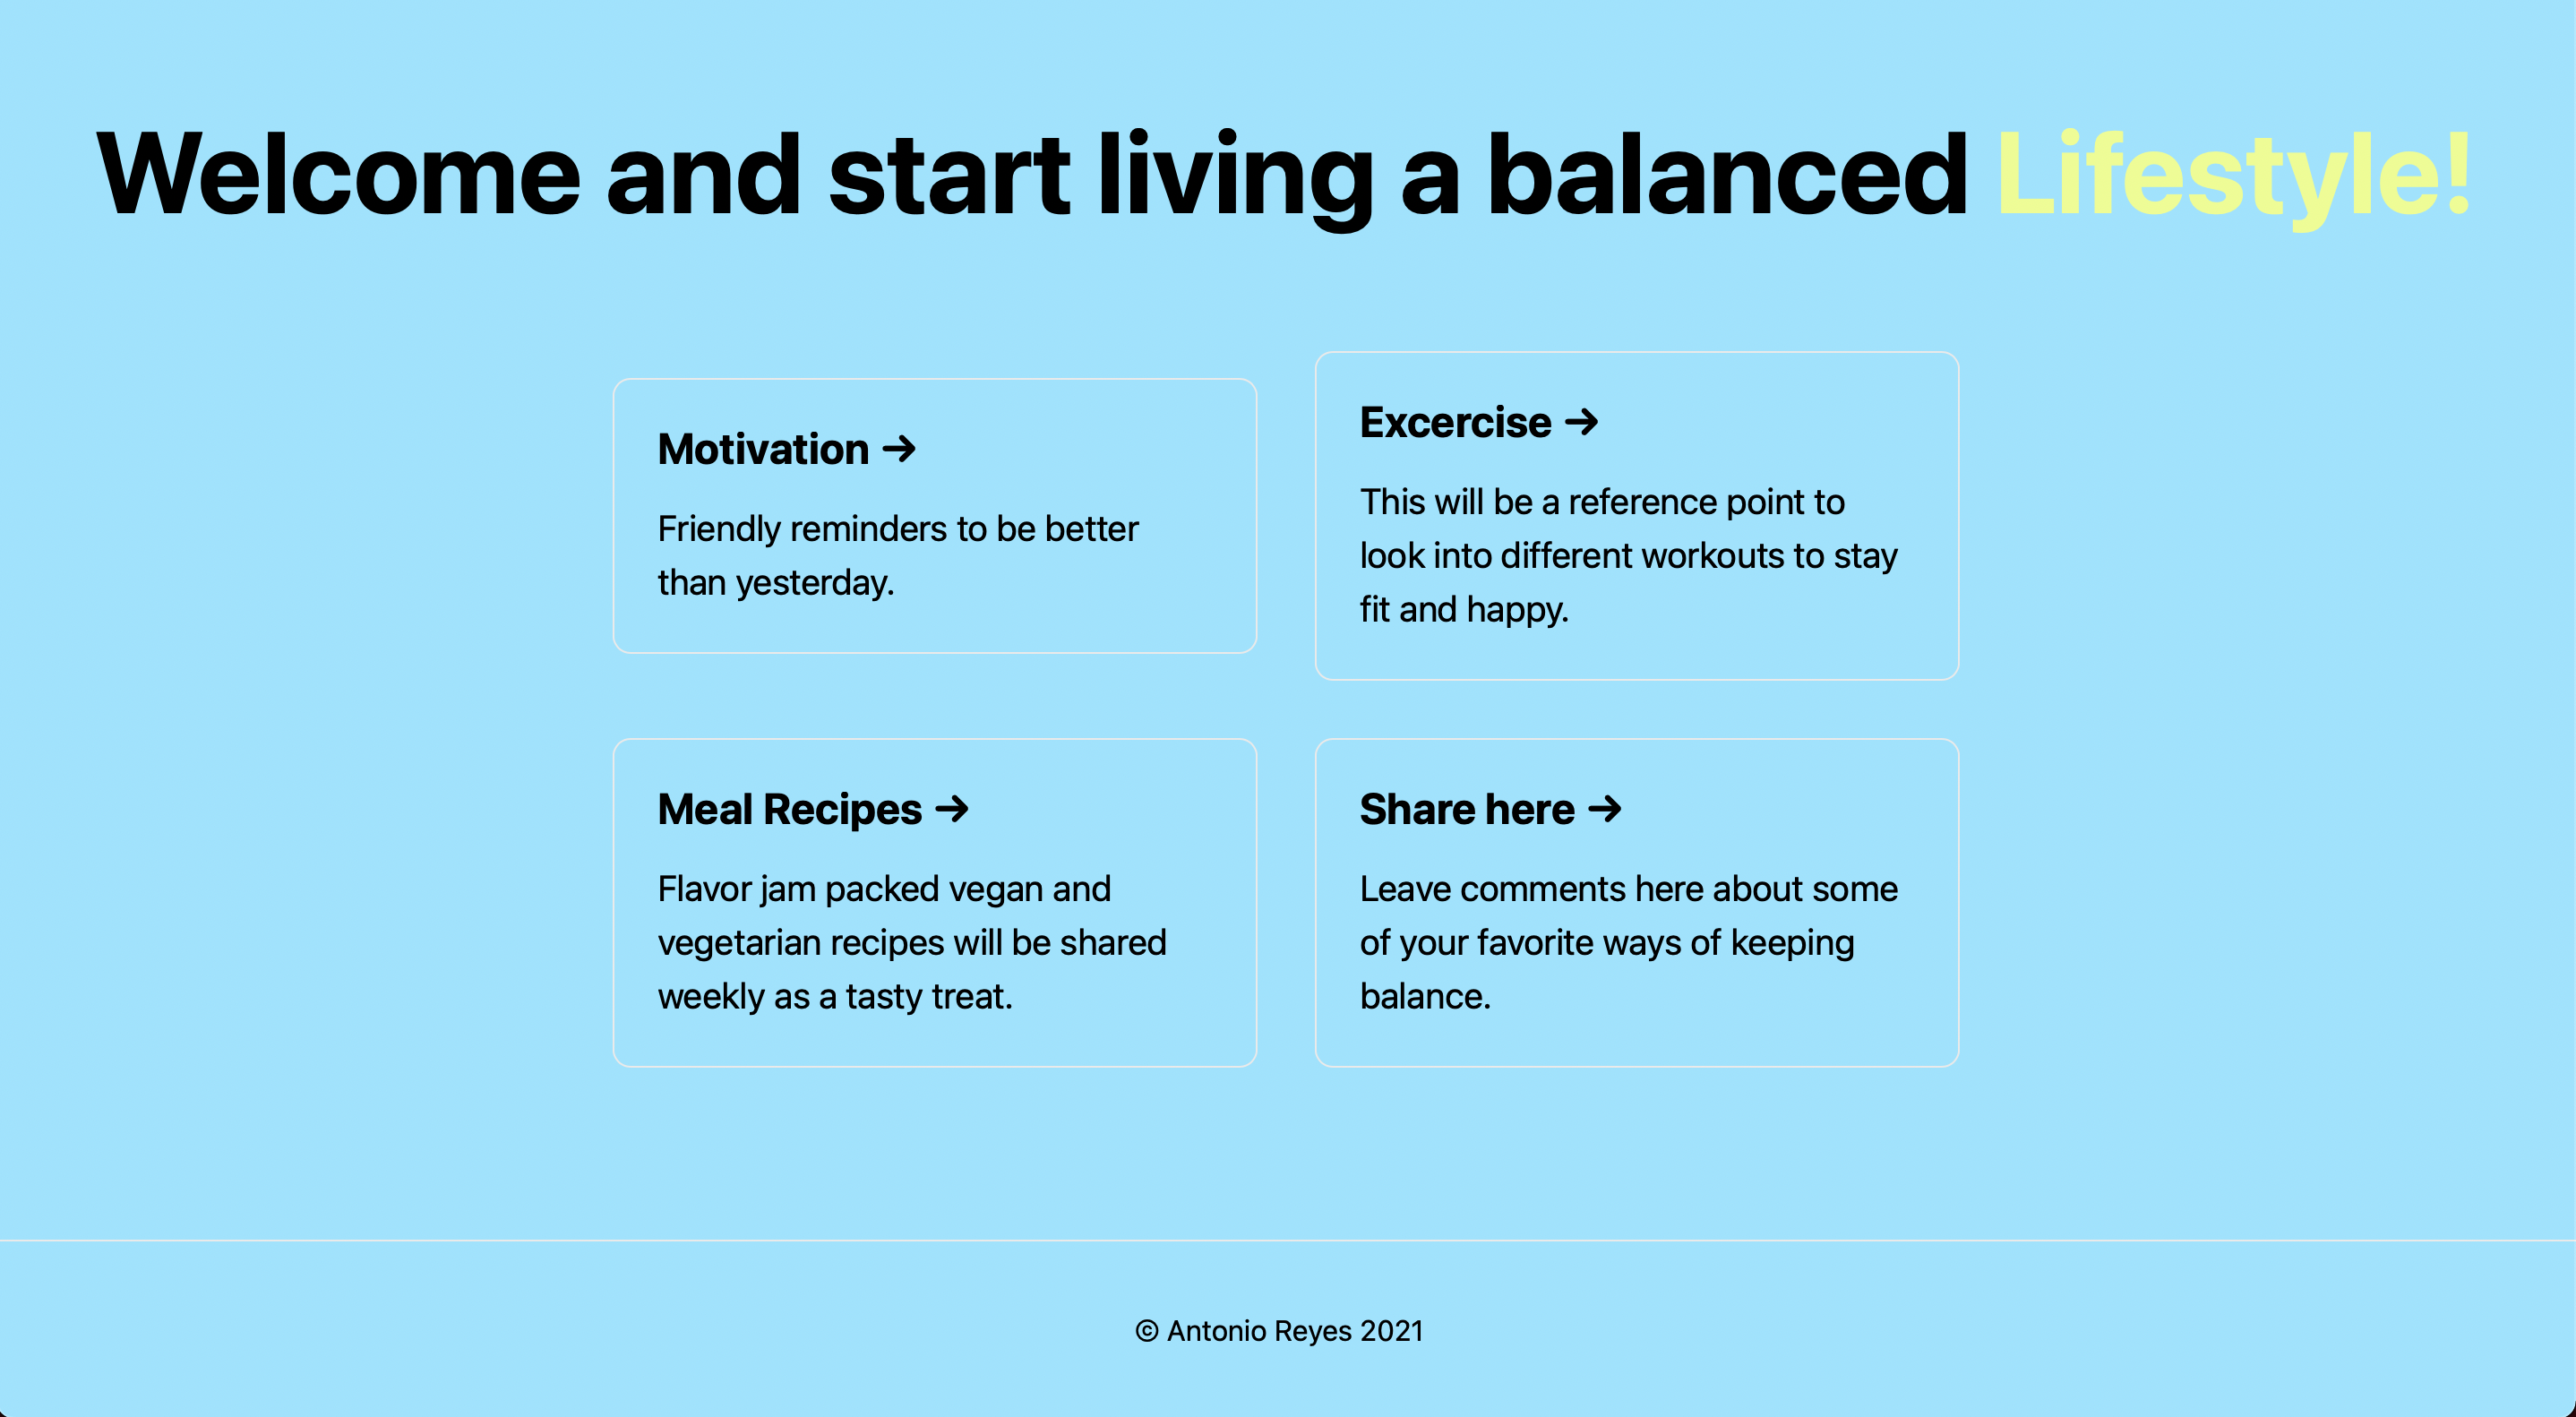 Welcome and start living a balanced Lifestyle!
Motivation →
Friendly reminders to be better
than yesterday.
Excercise →
This will be a reference point to
look into different workouts to stay
fit and happy.
Meal Recipes →
Flavor jam packed vegan and
vegetarian recipes will be shared
weekly as a tasty treat.
Share here →
Leave comments here about some
of your favorite ways of keeping
balance.
© Antonio Reyes 2021